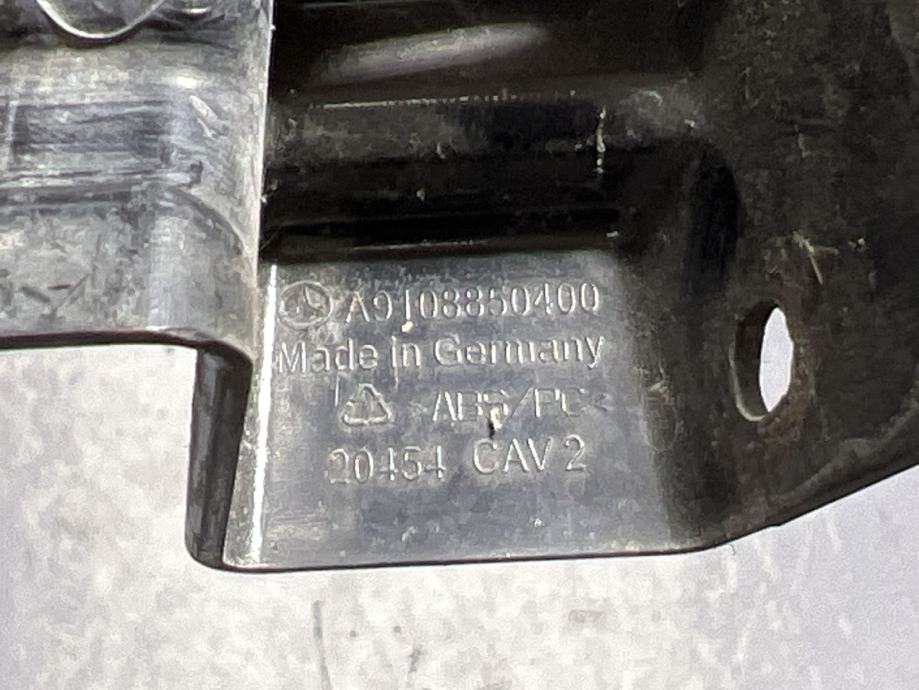 A9108850400
Made in Germany
>ABS/PC<
20454 CAV 2